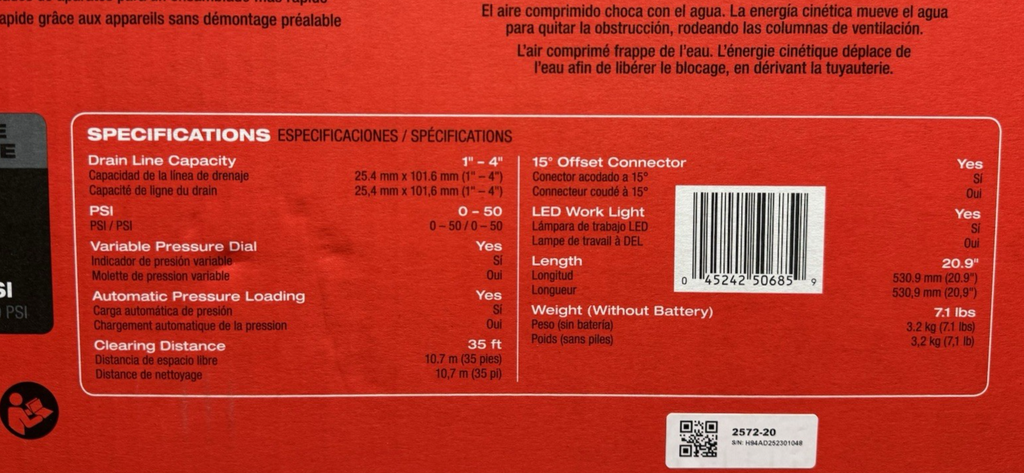 apide grâce aux appareils sans démontage préalable
El aire comprimido choca con el agua. La energía cinética mueve el agua
para quitar la obstrucción, rodeando las columnas de ventilación.
L'air comprimé frappe de l'eau. L'énergie cinétique déplace de
l'eau afin de libérer le blocage, en dérivant la tuyauterie.
E
E
SI
PSI
SPECIFICATIONS ESPECIFICACIONES / SPÉCIFICATIONS
Drain Line Capacity 1" – 4"
Capacidad de la línea de drenaje 25.4 mm x 101.6 mm (1" – 4")
Capacité de ligne du drain 25,4 mm x 101,6 mm (1" – 4")
PSI 0 – 50
PSI / PSI 0 – 50 / 0 – 50
Variable Pressure Dial Yes
Indicador de presión variable Sí
Molette de pression variable Oui
Automatic Pressure Loading Yes
Carga automática de presión Sí
Chargement automatique de la pression Oui
Clearing Distance 35 ft
Distancia de espacio libre 10.7 m (35 pies)
Distance de nettoyage 10,7 m (35 pi)
15° Offset Connector Yes
Conector acodado a 15° Sí
Connecteur coudé à 15° Oui
LED Work Light Yes
Lámpara de trabajo LED Sí
Lampe de travail à DEL Oui
Length 20.9"
Longitud 530.9 mm (20.9")
Longueur 530,9 mm (20,9")
Weight (Without Battery) 7.1 lbs
Peso (sin batería) 3.2 kg (7.1 lbs)
Poids (sans piles) 3,2 kg (7,1 lb)
0 45242 50685 9
2572-20
S/N: H94AD252301048